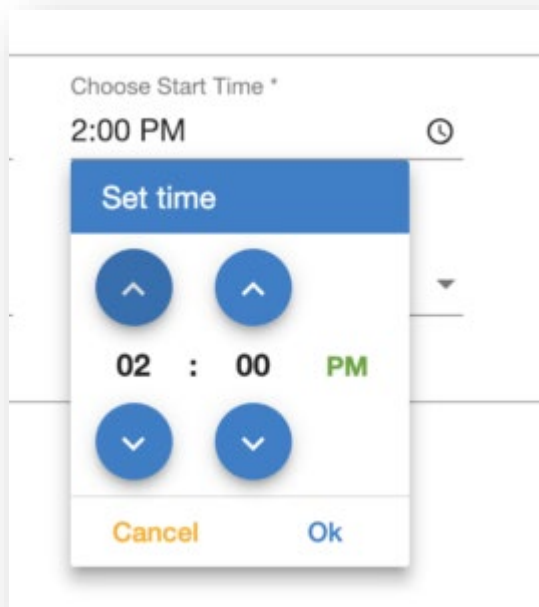 Choose Start Time *
2:00 PM
Set time
02 : 00 PM
Cancel Ok